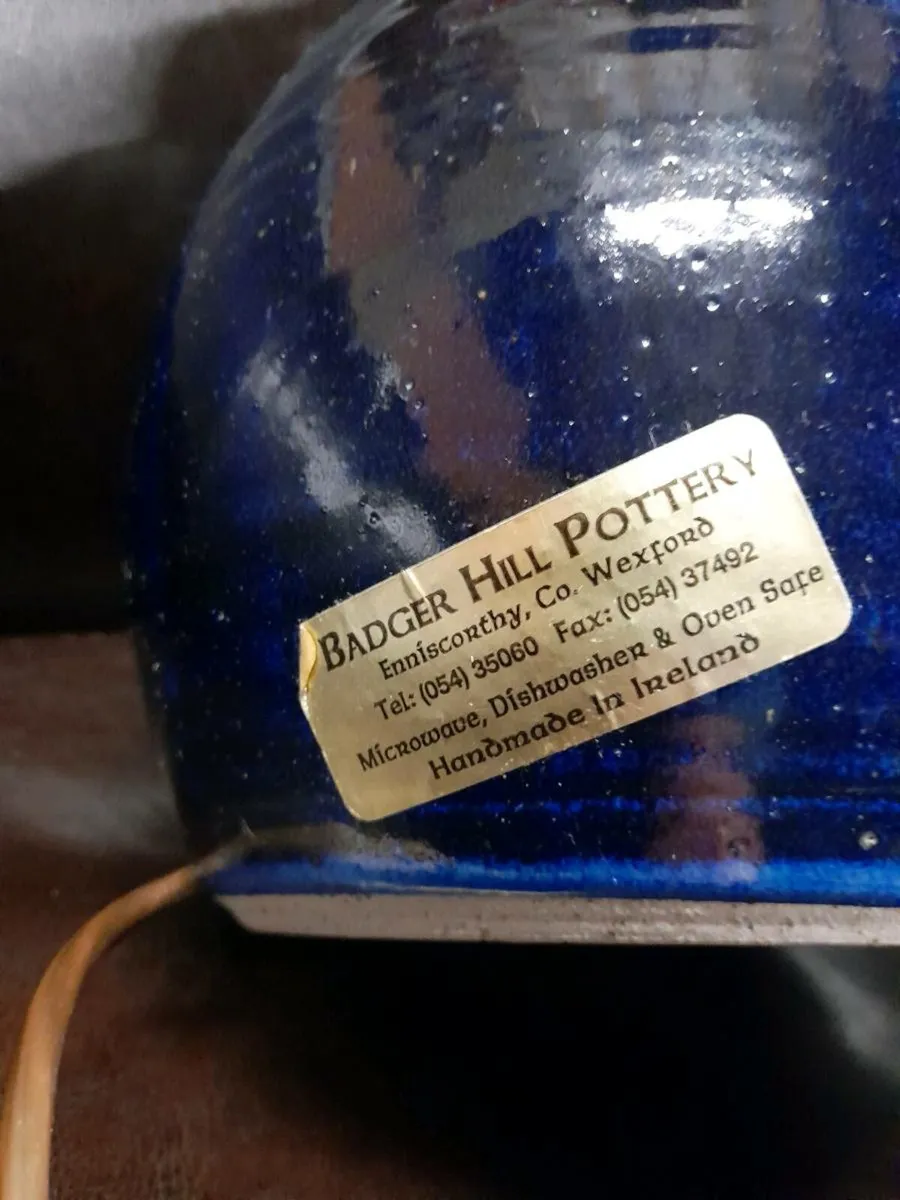 BADGER HILL POTTERY
Enniscorthy, Co. Wexford
Tel: (054) 35060 Fax: (054) 37492
Microwave, Dishwasher & Oven Safe
Handmade In Ireland